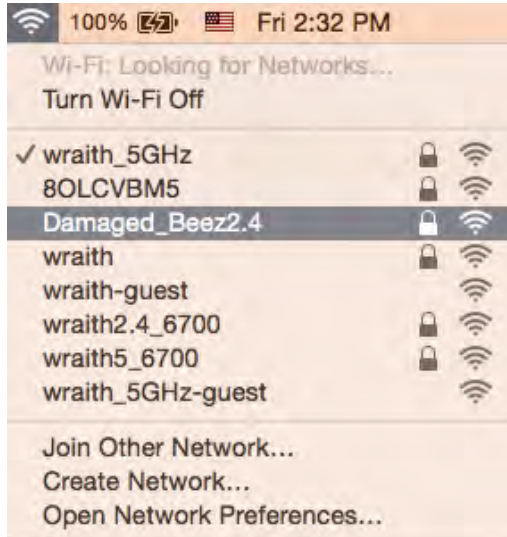 100% Fri 2:32 PM
Wi-Fi: Looking for Networks...
Turn Wi-Fi Off
wraith_5GHz
8OLCVBM5
Damaged_Beez2.4
wraith
wraith-guest
wraith2.4_6700
wraith5_6700
wraith_5GHz-guest
Join Other Network...
Create Network...
Open Network Preferences...